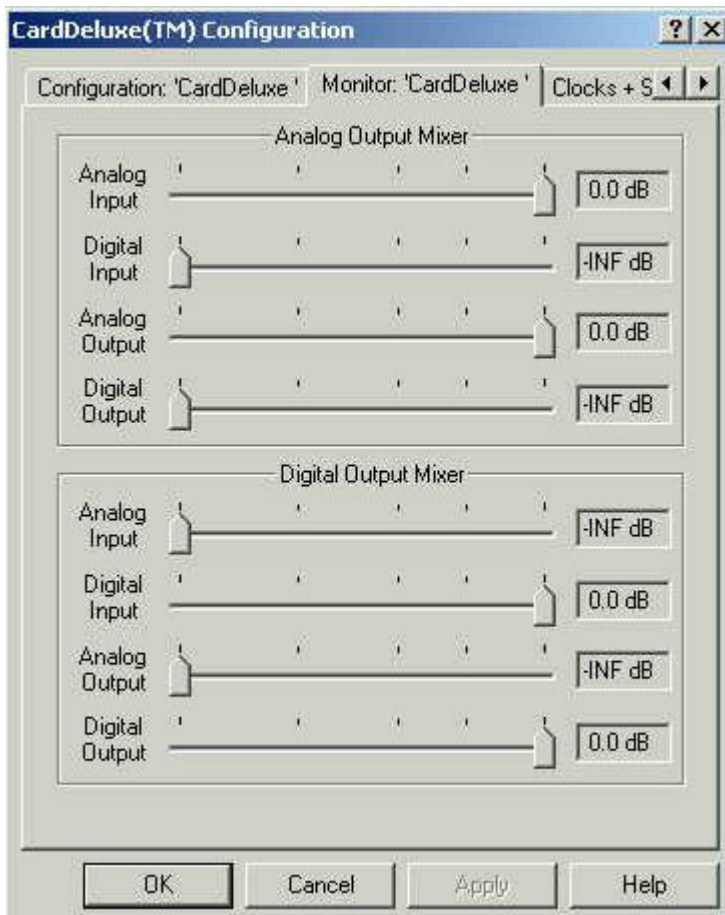 CardDeluxe(TM) Configuration
Configuration: 'CardDeluxe '
Monitor: 'CardDeluxe '
Clocks + S
Analog Output Mixer
Analog
Input
0.0 dB
Digital
Input
-INF dB
Analog
Output
0.0 dB
Digital
Output
-INF dB
Digital Output Mixer
Analog
Input
-INF dB
Digital
Input
0.0 dB
Analog
Output
-INF dB
Digital
Output
0.0 dB
OK
Cancel
Apply
Help